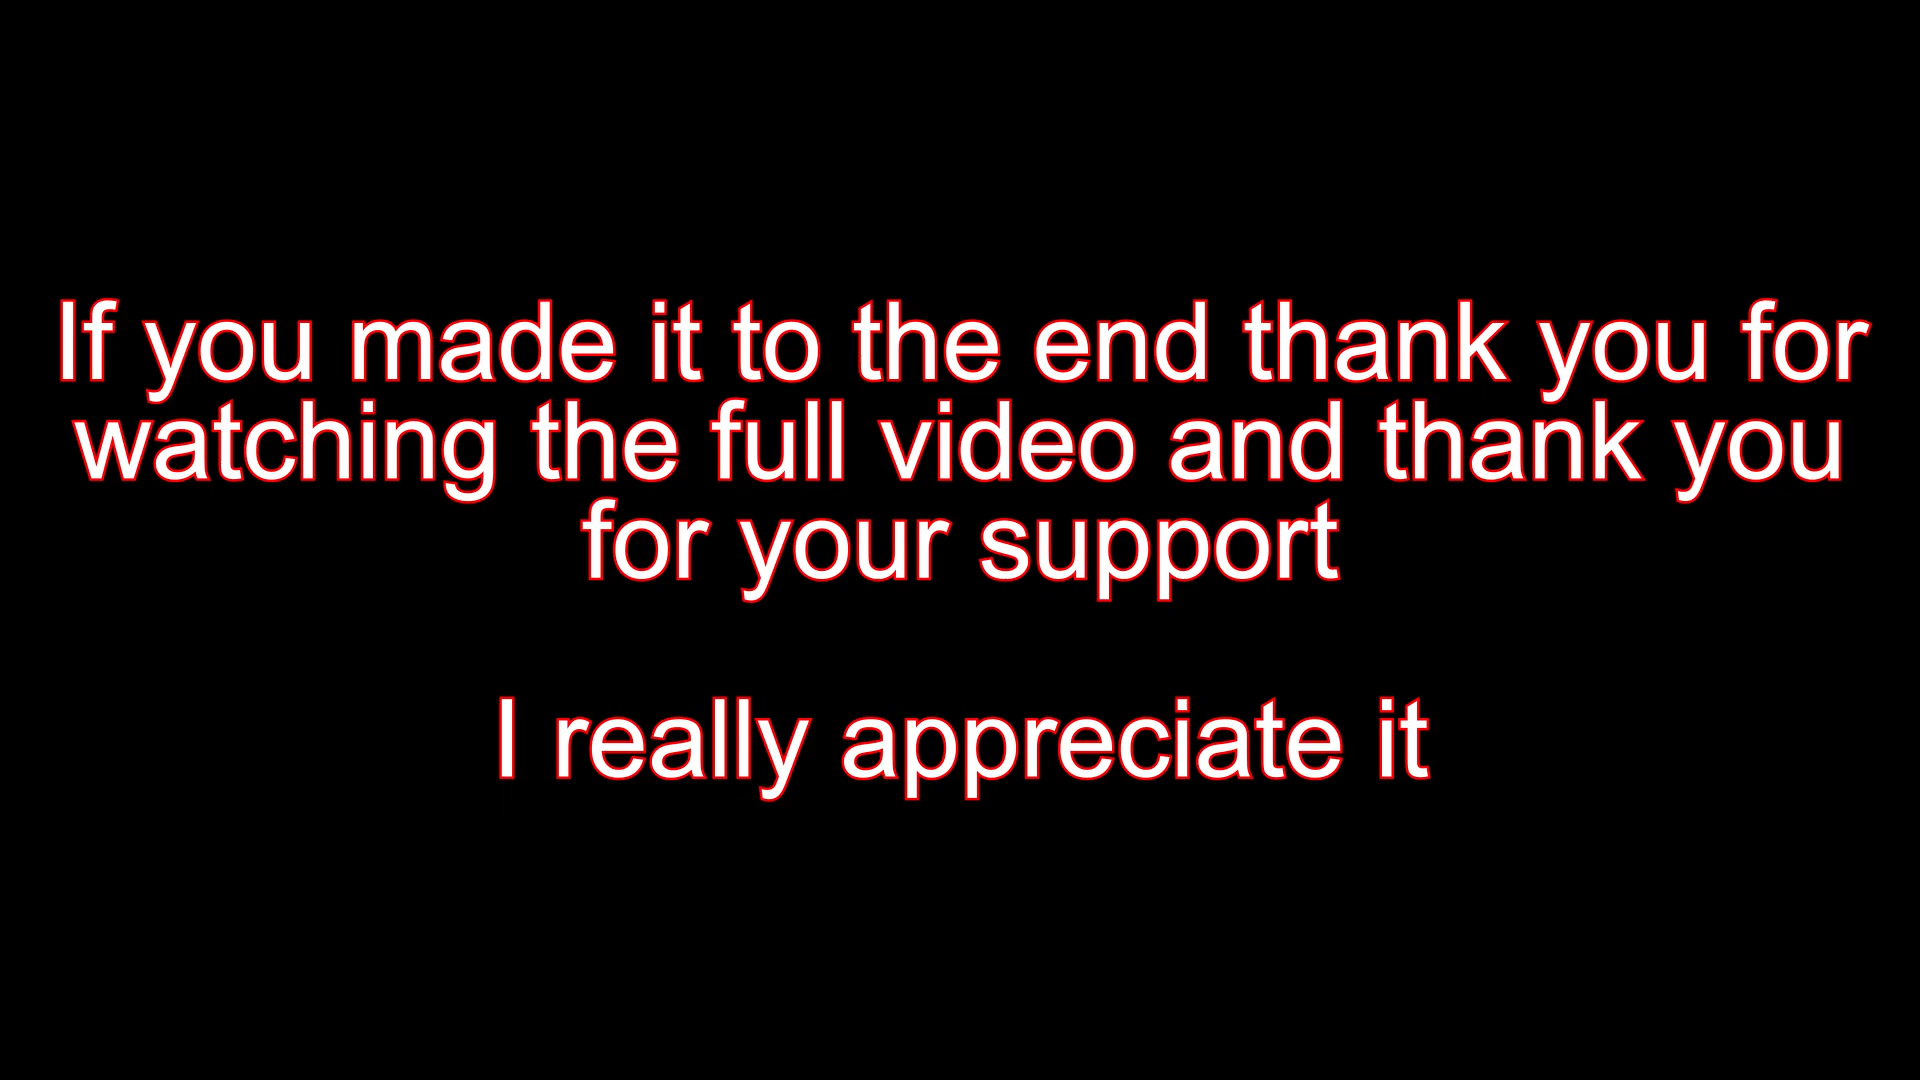 If you made it to the end thank you for
watching the full video and thank you
for your support
I really appreciate it